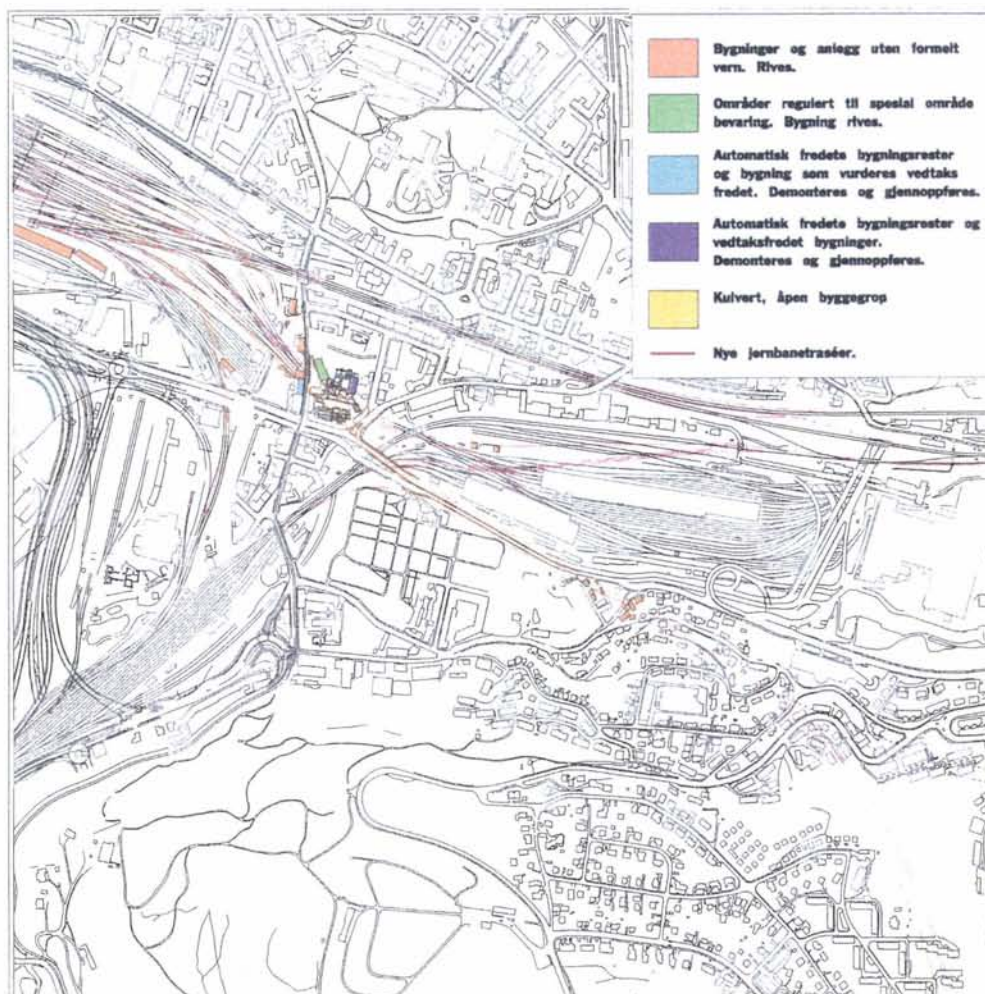 Bygninger og anlegg uten formelt
vern. Rives.
Områder regulert til spesial område
bevaring. Bygning rives.
Automatisk fredete bygningsrester
og bygning som vurderes vedtaks
fredet. Demonteres og gjennoppføres.
Automatisk fredete bygningsrester og
vedtaksfredet bygninger.
Demonteres og gjennoppføres.
Kulvert, åpen byggegrop
Nye jernbanetraséer.